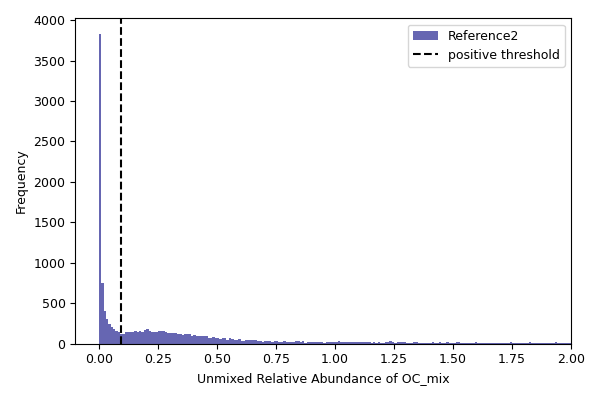 4000
3500
3000
2500
2000
1500
1000
500
0
Frequency
Reference2
positive threshold
0.00 0.25 0.50 0.75 1.00 1.25 1.50 1.75 2.00
Unmixed Relative Abundance of OC_mix